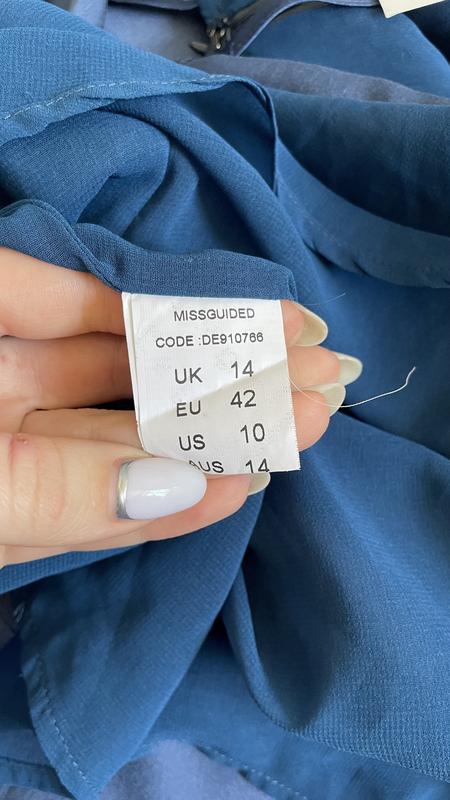 MISSGUIDED
CODE :DE910766
UK 14
EU 42
US 10
AUS 14